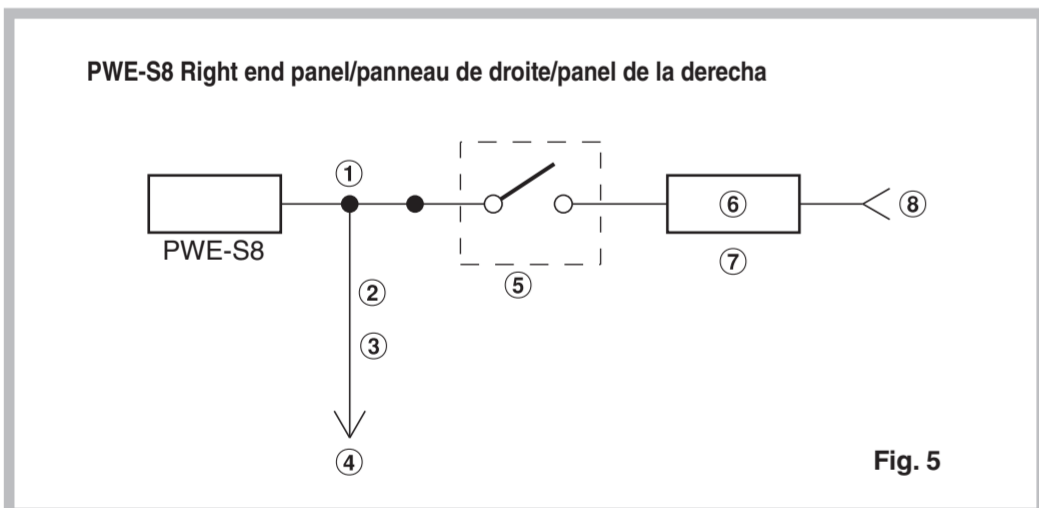 PWE-S8 Right end panel/panneau de droite/panel de la derecha
①
PWE-S8
②
③
④
⑤
⑥
⑦
⑧
Fig. 5